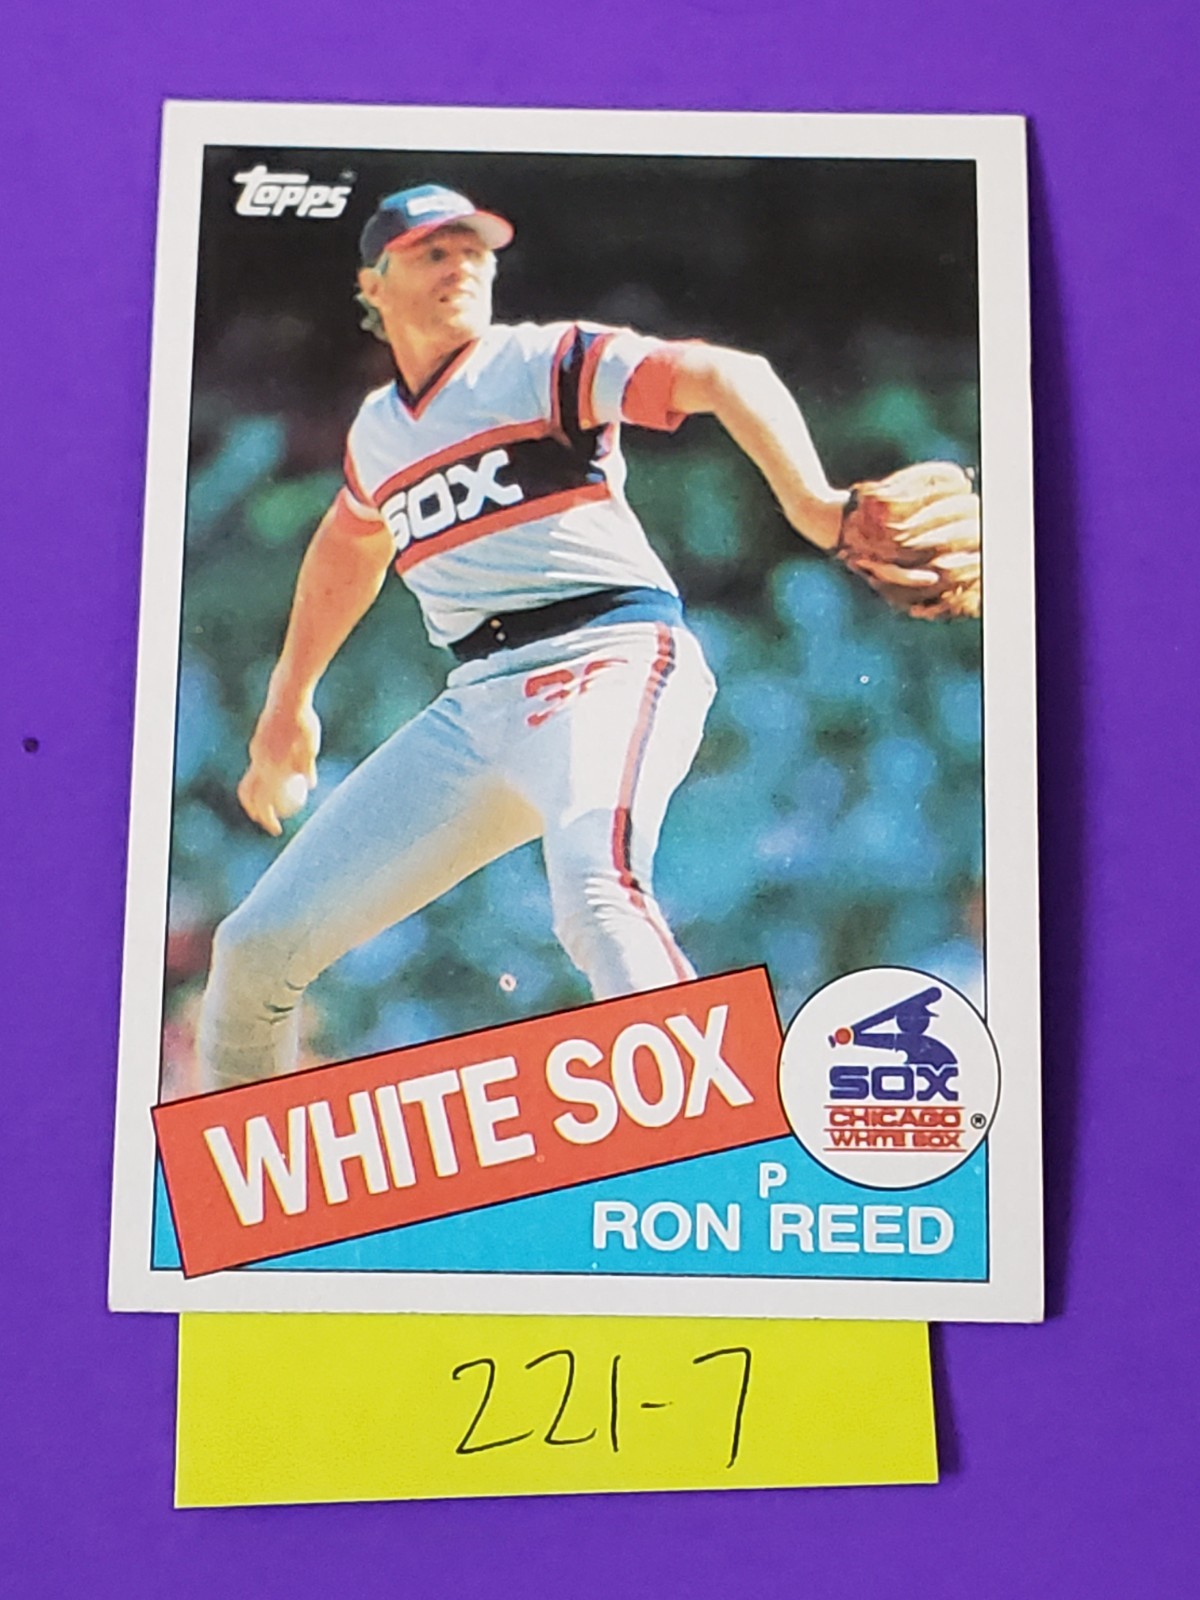 Topps
SOX
WHITE SOX
SOX
CHICAGO
WHITE SOX
®
P
RON REED
221-7